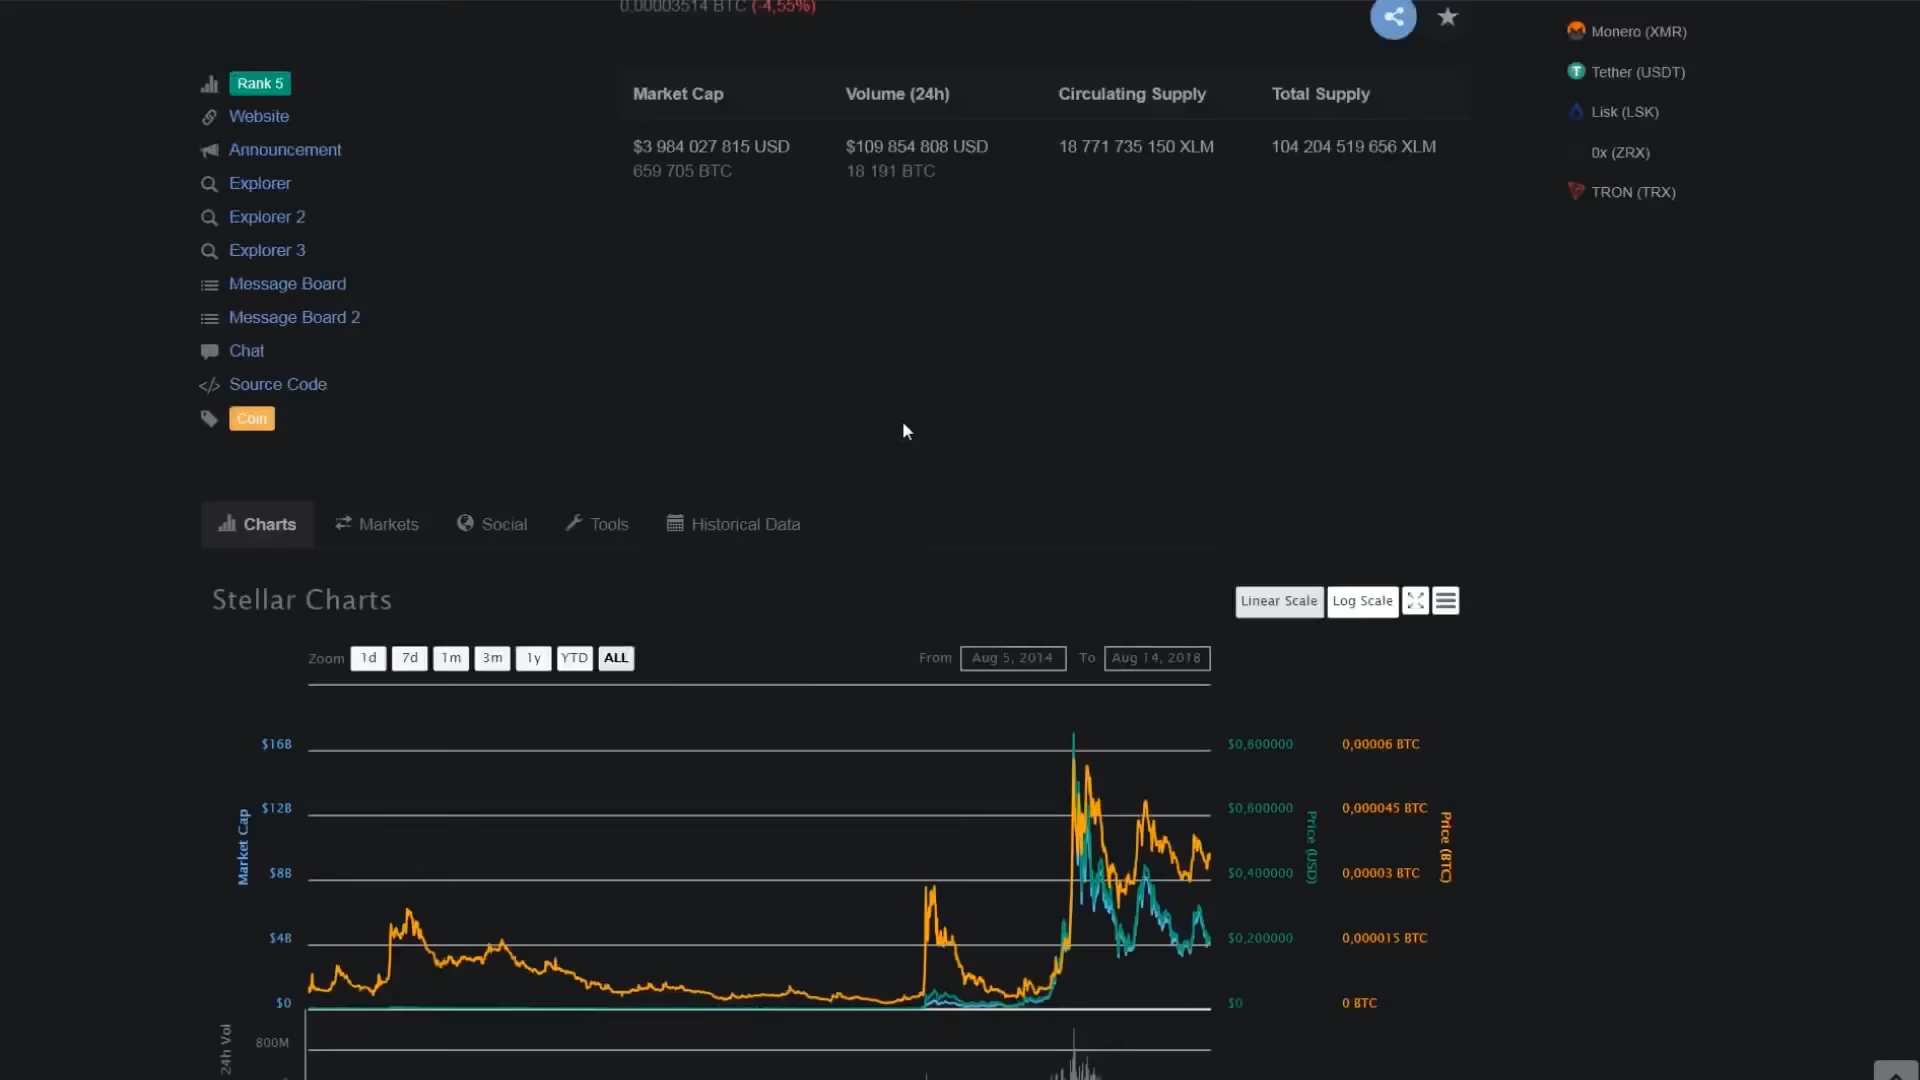 0,00003514 BTC (-4,55%)
Rank 5
Website
Announcement
Explorer
Explorer 2
Explorer 3
Message Board
Message Board 2
Chat
Source Code
Coin
Market Cap Volume (24h) Circulating Supply Total Supply
$3 984 027 815 USD $109 854 808 USD 18 771 735 150 XLM 104 204 519 656 XLM
659 705 BTC 18 191 BTC
Monero (XMR)
Tether (USDT)
Lisk (LSK)
0x (ZRX)
TRON (TRX)
Charts Markets Social Tools Historical Data
Stellar Charts
Linear Scale Log Scale
Zoom 1d 7d 1m 3m 1y YTD ALL
From Aug 5, 2014 To Aug 14, 2018
$16B $0,800000 0,00006 BTC
$12B $0,600000 0,000045 BTC
$8B $0,400000 0,00003 BTC
$4B $0,200000 0,000015 BTC
$0 $0 0 BTC
Market Cap
Price (USD)
Price (BTC)
24h Vol
800M